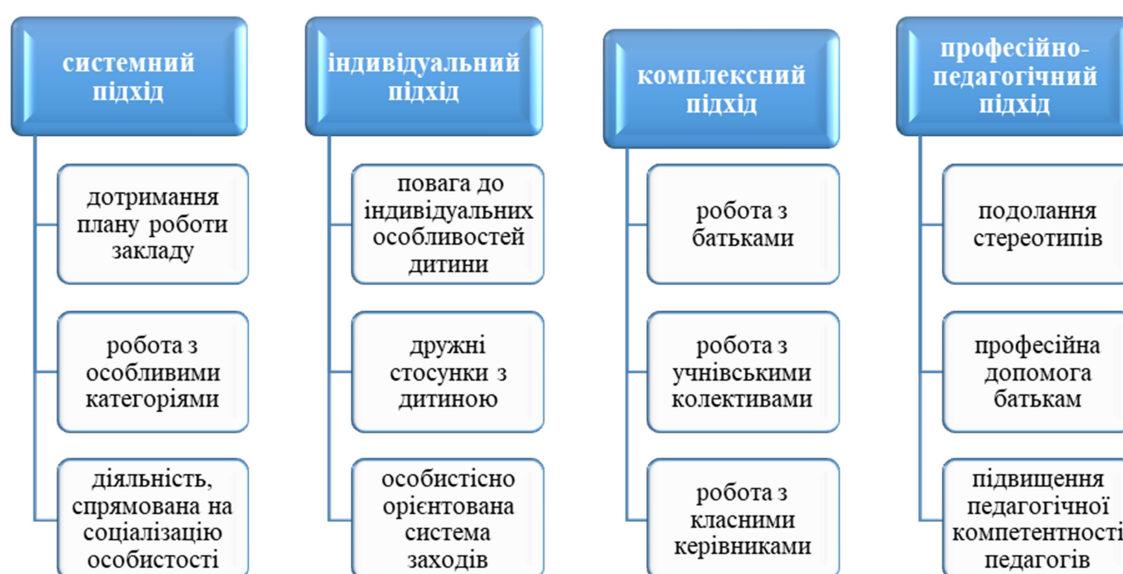 системний
підхід
дотримання
плану роботи
закладу
робота з
особливими
категоріями
діяльність,
спрямована на
соціалізацію
особистості
індивідуальний
підхід
повага до
індивідуальних
особливостей
дитини
дружні
стосунки з
дитиною
особистісно
орієнтована
система
заходів
комплексний
підхід
робота з
батьками
робота з
учнівськими
колективами
робота з
класними
керівниками
професійно-
педагогічний
підхід
подолання
стереотипів
професійна
допомога
батькам
підвищення
педагогічної
компетентності
педагогів